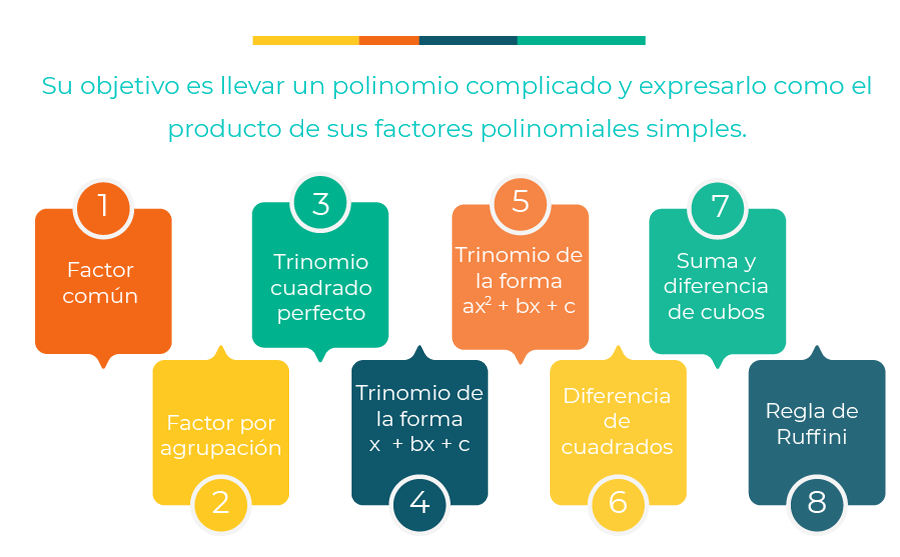 Su objetivo es llevar un polinomio complicado y expresarlo como el
producto de sus factores polinomiales simples.
1
Factor
común
2
Factor por
agrupación
3
Trinomio
cuadrado
perfecto
4
Trinomio de
la forma
x + bx + c
5
Trinomio de
la forma
ax² + bx + c
6
Diferencia
de
cuadrados
7
Suma y
diferencia
de cubos
8
Regla de
Ruffini